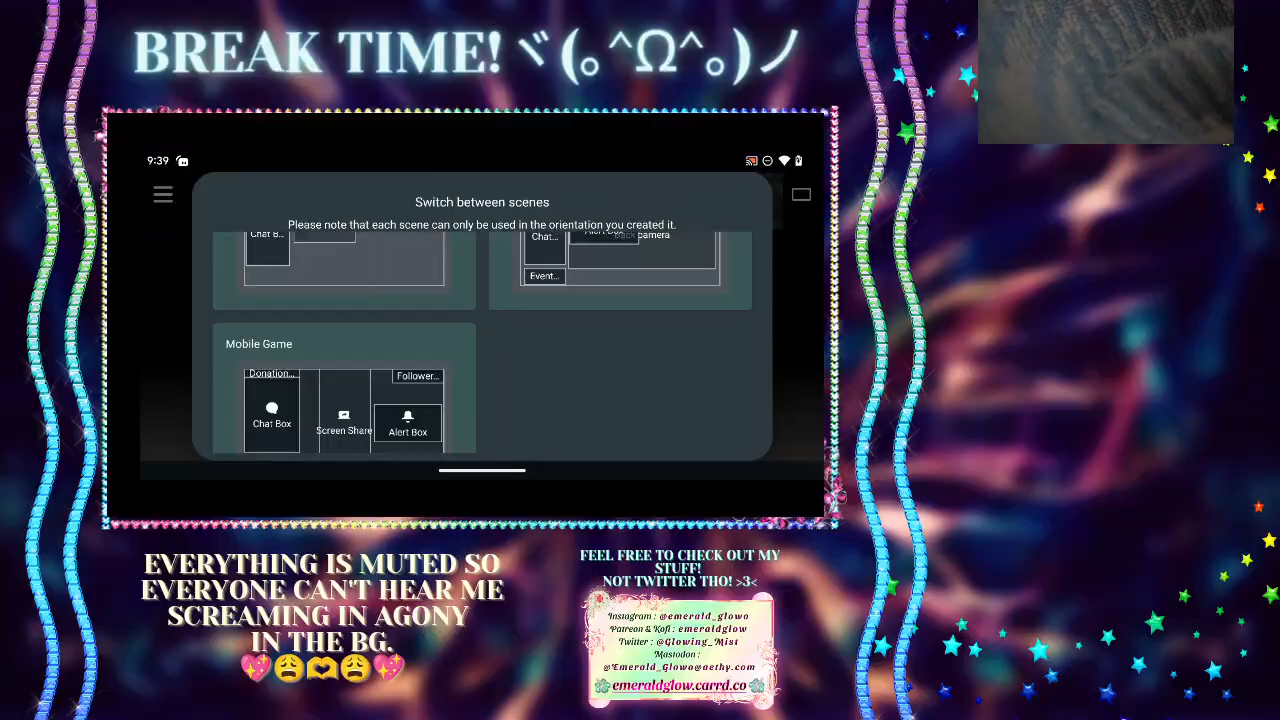 BREAK TIME!ヾ(｡^Ω^｡)ノ
9:39
Switch between scenes
Please note that each scene can only be used in the orientation you created it.
Chat B...
Chat...
Event...
Mobile Game
Donation...
Follower...
Chat Box
Screen Share
Alert Box
EVERYTHING IS MUTED SO
EVERYONE CAN'T HEAR ME
SCREAMING IN AGONY
IN THE BG.
💖😩🫶😩💖
FEEL FREE TO CHECK OUT MY
STUFF!
NOT TWITTER THO! >3<
Instagram : @emerald_glowo
Patreon & Kofi : emeraldglow
Twitter : @Glowing_Mist
Mastodon :
@Emerald_Glowo@aethy.com
emeraldglow.carrd.co